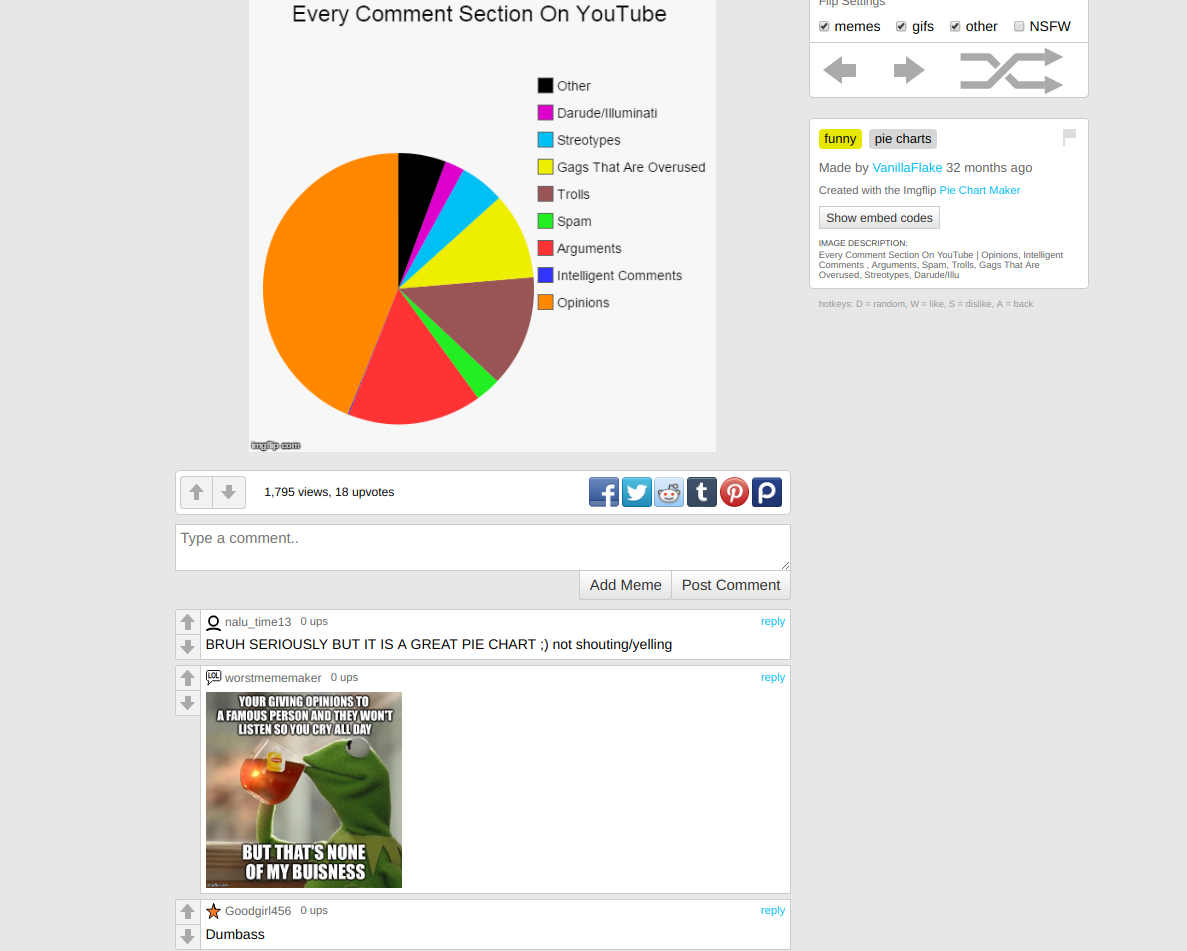 Every Comment Section On YouTube
Other
Darude/Illuminati
Streotypes
Gags That Are Overused
Trolls
Spam
Arguments
Intelligent Comments
Opinions
imgflip.com
1,795 views, 18 upvotes
Type a comment..
Add Meme
Post Comment
nalu_time13 0 ups reply
BRUH SERIOUSLY BUT IT IS A GREAT PIE CHART ;) not shouting/yelling
LOL worstmememaker 0 ups reply
YOUR GIVING OPINIONS TO
A FAMOUS PERSON AND THEY WON'T
LISTEN SO YOU CRY ALL DAY
BUT THAT'S NONE
OF MY BUISNESS
imgflip.com
Goodgirl456 0 ups reply
Dumbass
Flip Settings
memes gifs other NSFW
funny pie charts
Made by VanillaFlake 32 months ago
Created with the Imgflip Pie Chart Maker
Show embed codes
IMAGE DESCRIPTION:
Every Comment Section On YouTube | Opinions, Intelligent
Comments , Arguments, Spam, Trolls, Gags That Are
Overused, Streotypes, Darude/Illu
hotkeys: D = random, W = like, S = dislike, A = back